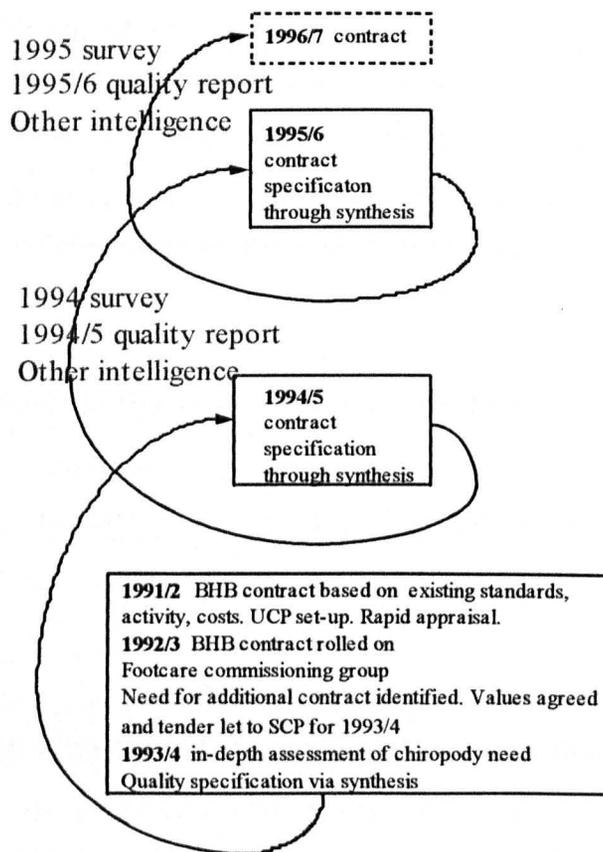 1996/7 contract
1995 survey
1995/6 quality report
Other intelligence
1995/6
contract
specificaton
through synthesis
1994 survey
1994/5 quality report
Other intelligence
1994/5
contract
specification
through synthesis
1991/2 BHB contract based on existing standards,
activity, costs. UCP set-up. Rapid appraisal.
1992/3 BHB contract rolled on
Footcare commissioning group
Need for additional contract identified. Values agreed
and tender let to SCP for 1993/4
1993/4 in-depth assessment of chiropody need
Quality specification via synthesis